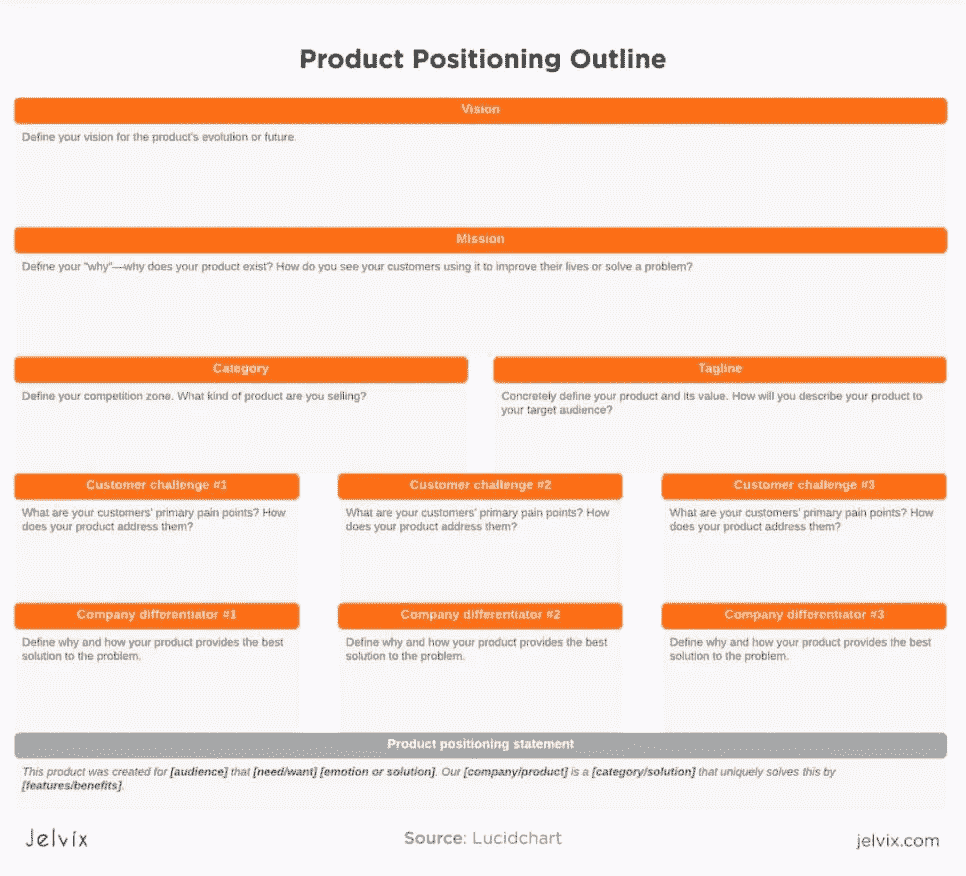 Product Positioning Outline
Vision
Define your vision for the product's evolution or future.
Mission
Define your "why"—why does your product exist? How do you see your customers using it to improve their lives or solve a problem?
Category
Tagline
Define your competition zone. What kind of product are you selling?
Concretely define your product and its value. How will you describe your product to
your target audience?
Customer challenge #1
Customer challenge #2
Customer challenge #3
What are your customers' primary pain points? How
does your product address them?
What are your customers' primary pain points? How
does your product address them?
What are your customers' primary pain points? How
does your product address them?
Company differentiator #1
Company differentiator #2
Company differentiator #3
Define why and how your product provides the best
solution to the problem.
Define why and how your product provides the best
solution to the problem.
Define why and how your product provides the best
solution to the problem.
Product positioning statement
This product was created for [audience] that [need/want] [emotion or solution]. Our [company/product] is a [category/solution] that uniquely solves this by
[features/benefits].
Jelvix
Source: Lucidchart
jelvix.com